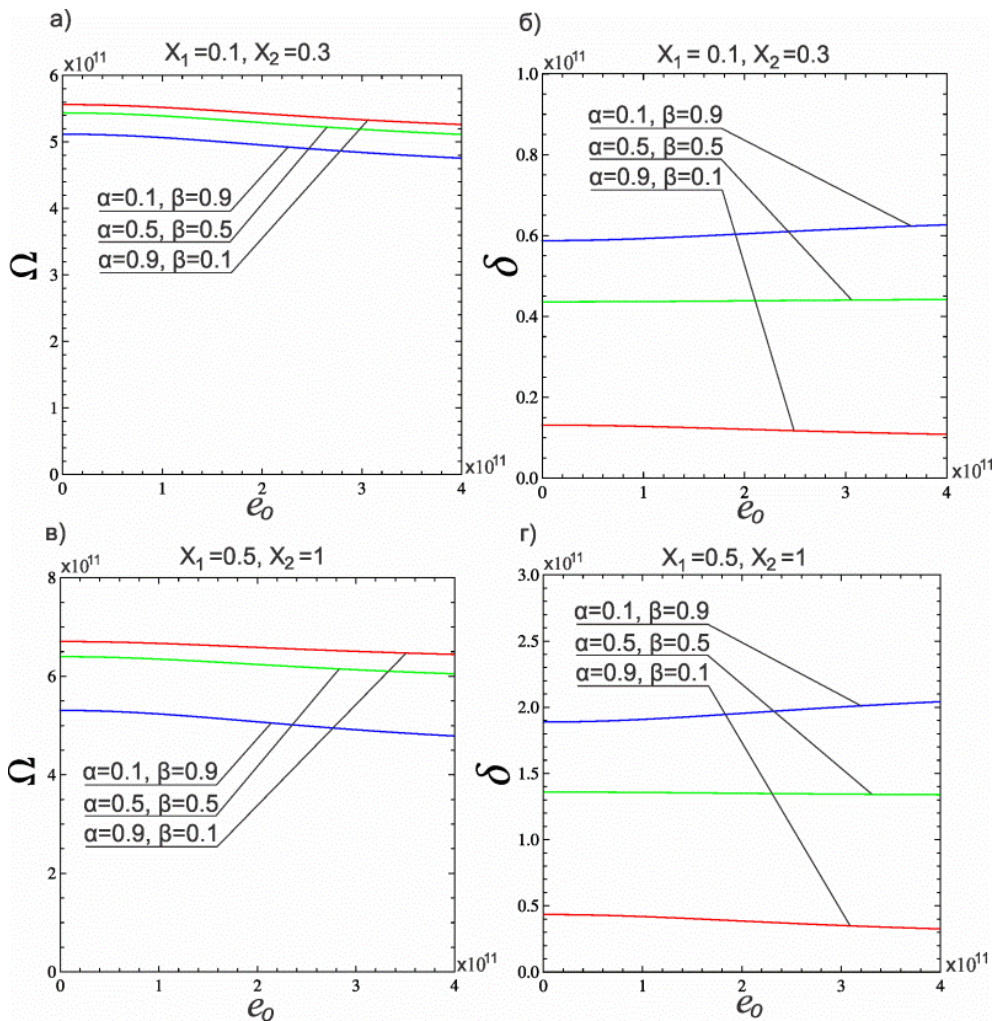 а)
X₁=0.1, X₂=0.3
x10¹¹
6
5
4
3
2
1
0
Ω
α=0.1, β=0.9
α=0.5, β=0.5
α=0.9, β=0.1
0 1 2 3 4
x10¹¹
e₀
б)
X₁= 0.1, X₂=0.3
x10¹¹
1.0
0.8
0.6
0.4
0.2
0.0
δ
α=0.1, β=0.9
α=0.5, β=0.5
α=0.9, β=0.1
0 1 2 3 4
x10¹¹
e₀
в)
X₁=0.5, X₂=1
x10¹¹
8
6
4
2
0
Ω
α=0.1, β=0.9
α=0.5, β=0.5
α=0.9, β=0.1
0 1 2 3 4
x10¹¹
e₀
г)
X₁=0.5, X₂=1
x10¹¹
3.0
2.5
2.0
1.5
1.0
0.5
0.0
δ
α=0.1, β=0.9
α=0.5, β=0.5
α=0.9, β=0.1
0 1 2 3 4
x10¹¹
e₀